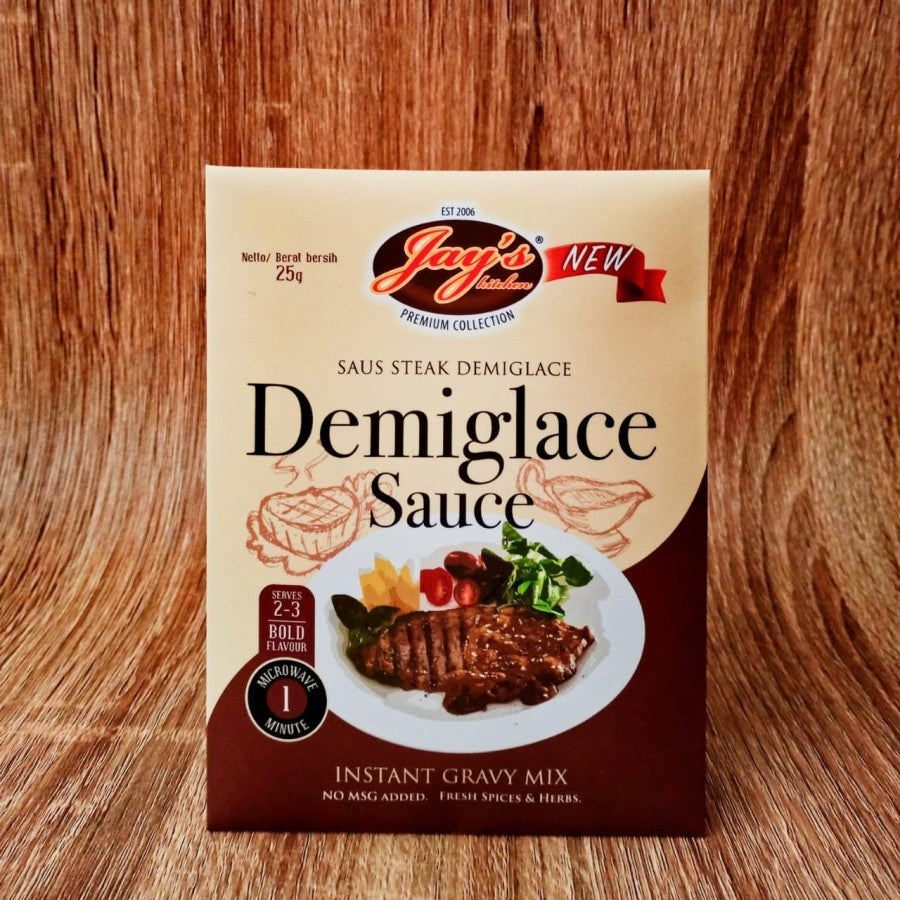 EST 2006
Jay's
kitchen
®
NEW
PREMIUM COLLECTION
Netto/ Berat bersih
25g
SAUS STEAK DEMIGLACE
Demiglace
Sauce
SERVES
2-3
BOLD
FLAVOUR
MICROWAVE
1
MINUTE
INSTANT GRAVY MIX
NO MSG ADDED. FRESH SPICES & HERBS.